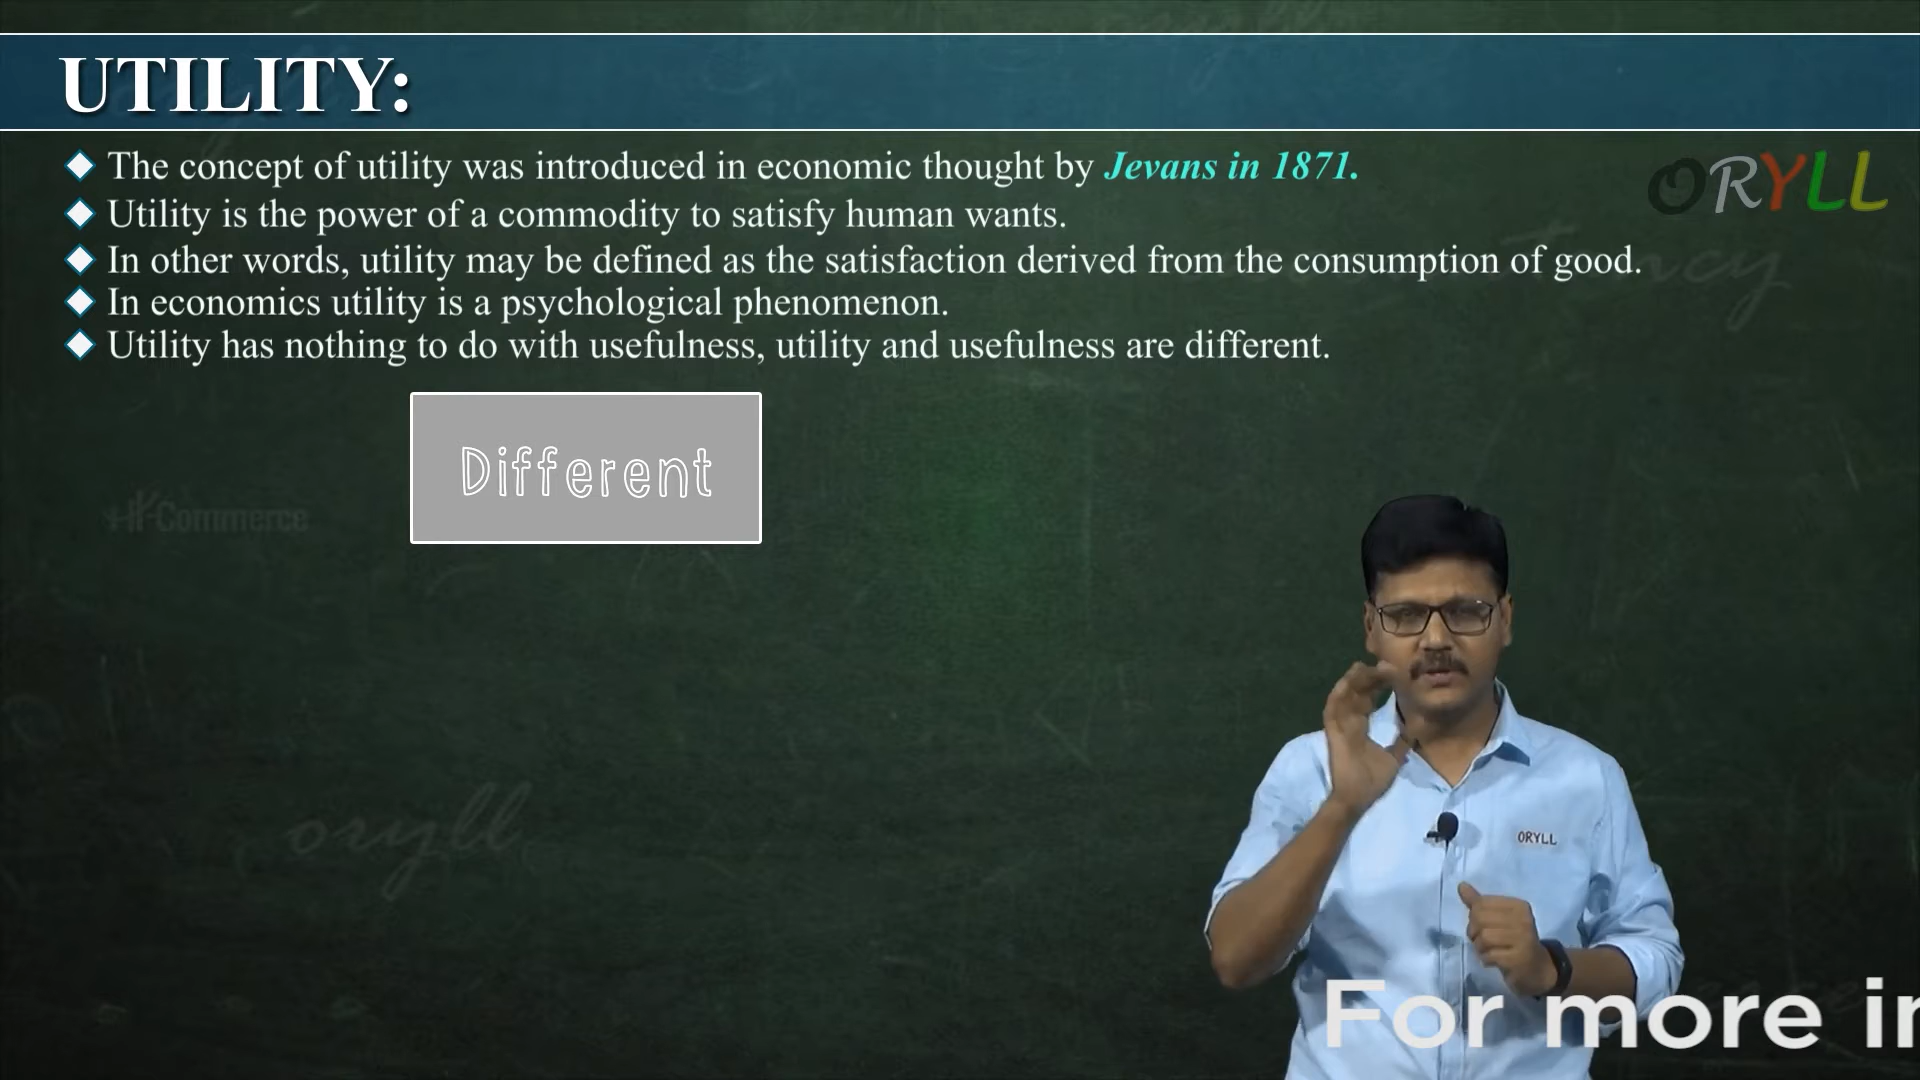 UTILITY:
The concept of utility was introduced in economic thought by Jevans in 1871.
ORYLL
Utility is the power of a commodity to satisfy human wants.
In other words, utility may be defined as the satisfaction derived from the consumption of good.
In economics utility is a psychological phenomenon.
Utility has nothing to do with usefulness, utility and usefulness are different.
Different
Commerce
oryll
ORYLL
For more in